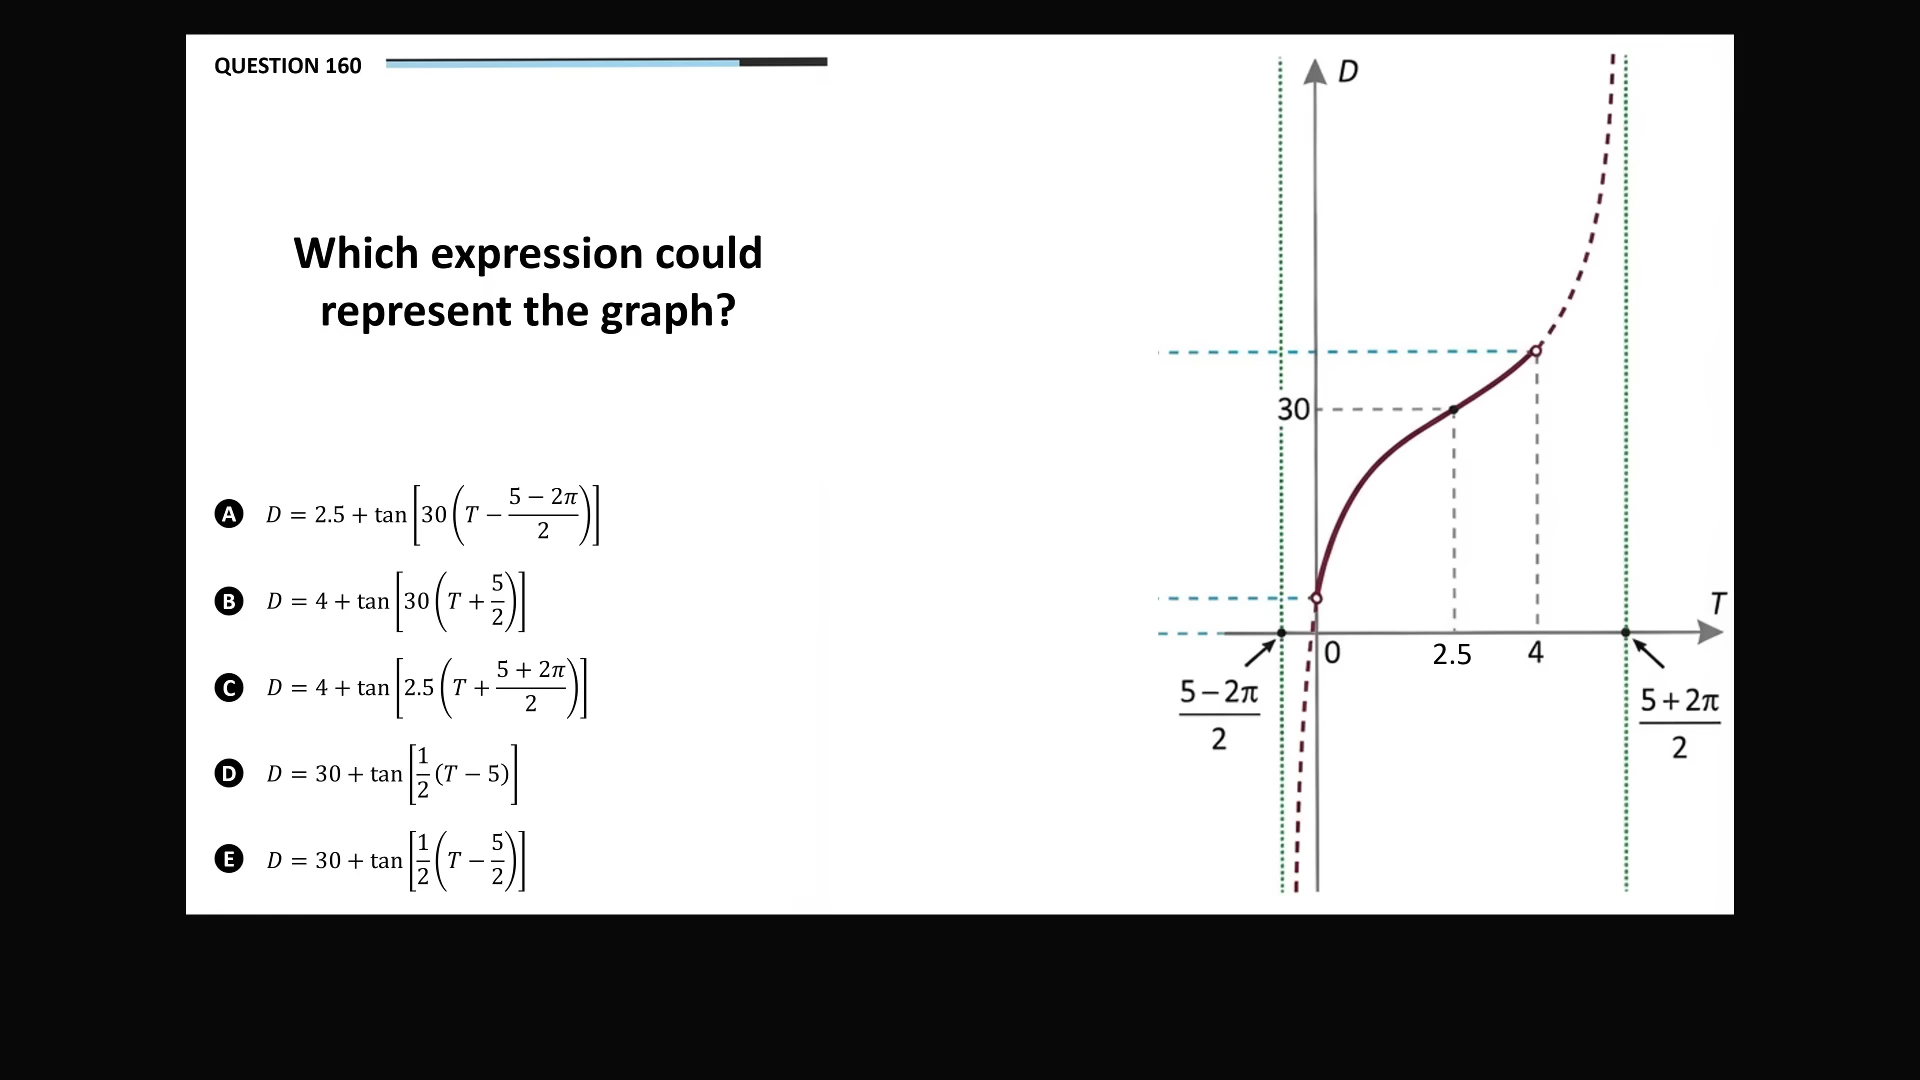 QUESTION 160
Which expression could
represent the graph?
A D = 2.5 + tan[30(T − (5 − 2π)/2)]
B D = 4 + tan[30(T + 5/2)]
C D = 4 + tan[2.5(T + (5 + 2π)/2)]
D D = 30 + tan[1/2(T − 5)]
E D = 30 + tan[1/2(T − 5/2)]
D
30
T
0
2.5
4
(5 − 2π)/2
(5 + 2π)/2